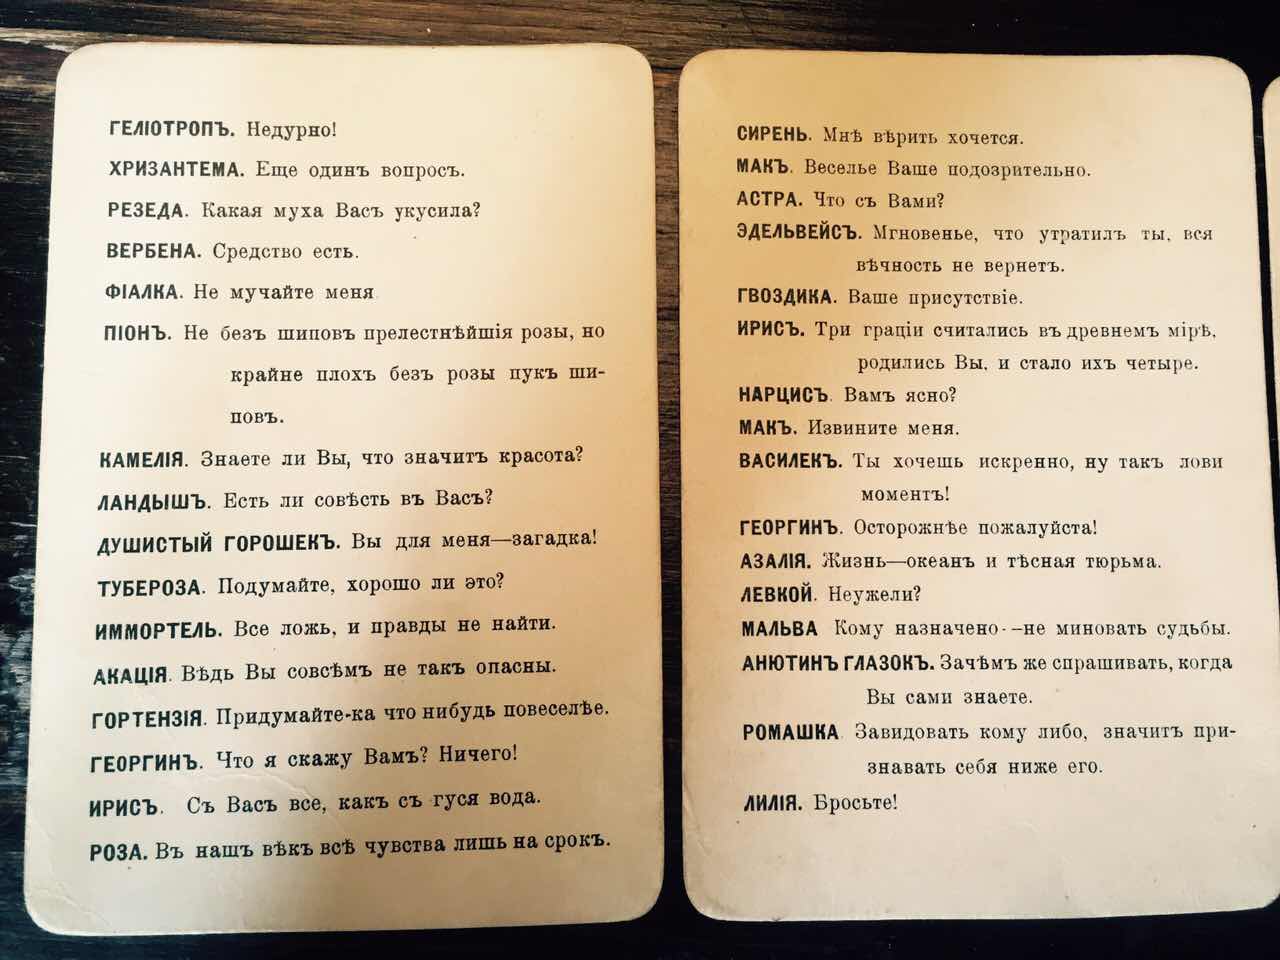 ГЕЛІОТРОПЪ. Недурно!
ХРИЗАНТЕМА. Еще одинъ вопросъ.
РЕЗЕДА. Какая муха Васъ укусила?
ВЕРБЕНА. Средство есть.
ФІАЛКА. Не мучайте меня
ПІОНЪ. Не безъ шиповъ прелестнѣйшія розы, но
крайне плохъ безъ розы пукъ ши-
повъ.
КАМЕЛІЯ. Знаете ли Вы, что значитъ красота?
ЛАНДЫШЪ. Есть ли совѣсть въ Васъ?
ДУШИСТЫЙ ГОРОШЕКЪ. Вы для меня—загадка!
ТУБЕРОЗА. Подумайте, хорошо ли это?
ИММОРТЕЛЬ. Все ложь, и правды не найти.
АКАЦІЯ. Вѣдь Вы совсѣмъ не такъ опасны.
ГОРТЕНЗІЯ. Придумайте-ка что нибудь повеселѣе.
ГЕОРГИНЪ. Что я скажу Вамъ? Ничего!
ИРИСЪ. Съ Васъ все, какъ съ гуся вода.
РОЗА. Въ нашъ вѣкъ всѣ чувства лишь на срокъ.
СИРЕНЬ. Мнѣ вѣрить хочется.
МАКЪ. Веселье Ваше подозрительно.
АСТРА. Что съ Вами?
ЭДЕЛЬВЕЙСЪ. Мгновенье, что утратилъ ты, вся
вѣчность не вернетъ.
ГВОЗДИКА. Ваше присутствіе.
ИРИСЪ. Три граціи считались въ древнемъ мірѣ,
родились Вы, и стало ихъ четыре.
НАРЦИСЪ. Вамъ ясно?
МАКЪ. Извините меня.
ВАСИЛЕКЪ. Ты хочешь искренно, ну такъ лови
моментъ!
ГЕОРГИНЪ. Осторожнѣе пожалуйста!
АЗАЛІЯ. Жизнь—океанъ и тѣсная тюрьма.
ЛЕВКОЙ. Неужели?
МАЛЬВА Кому назначено--не миновать судьбы.
АНЮТИНЪ ГЛАЗОКЪ. Зачѣмъ же спрашивать, когда
Вы сами знаете.
РОМАШКА. Завидовать кому либо, значитъ при-
знавать себя ниже его.
ЛИЛІЯ. Бросьте!